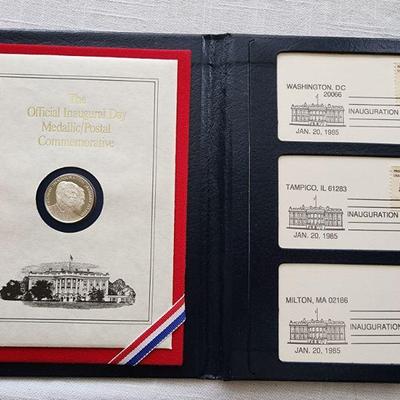 The
Official Inaugural Day
Medallic/Postal
Commemorative
WASHINGTON, DC
20066
INAUGURATION
JAN. 20, 1985
TAMPICO, IL 61283
INAUGURATION
JAN. 20, 1985
MILTON, MA 02186
INAUGURATION
JAN. 20, 1985